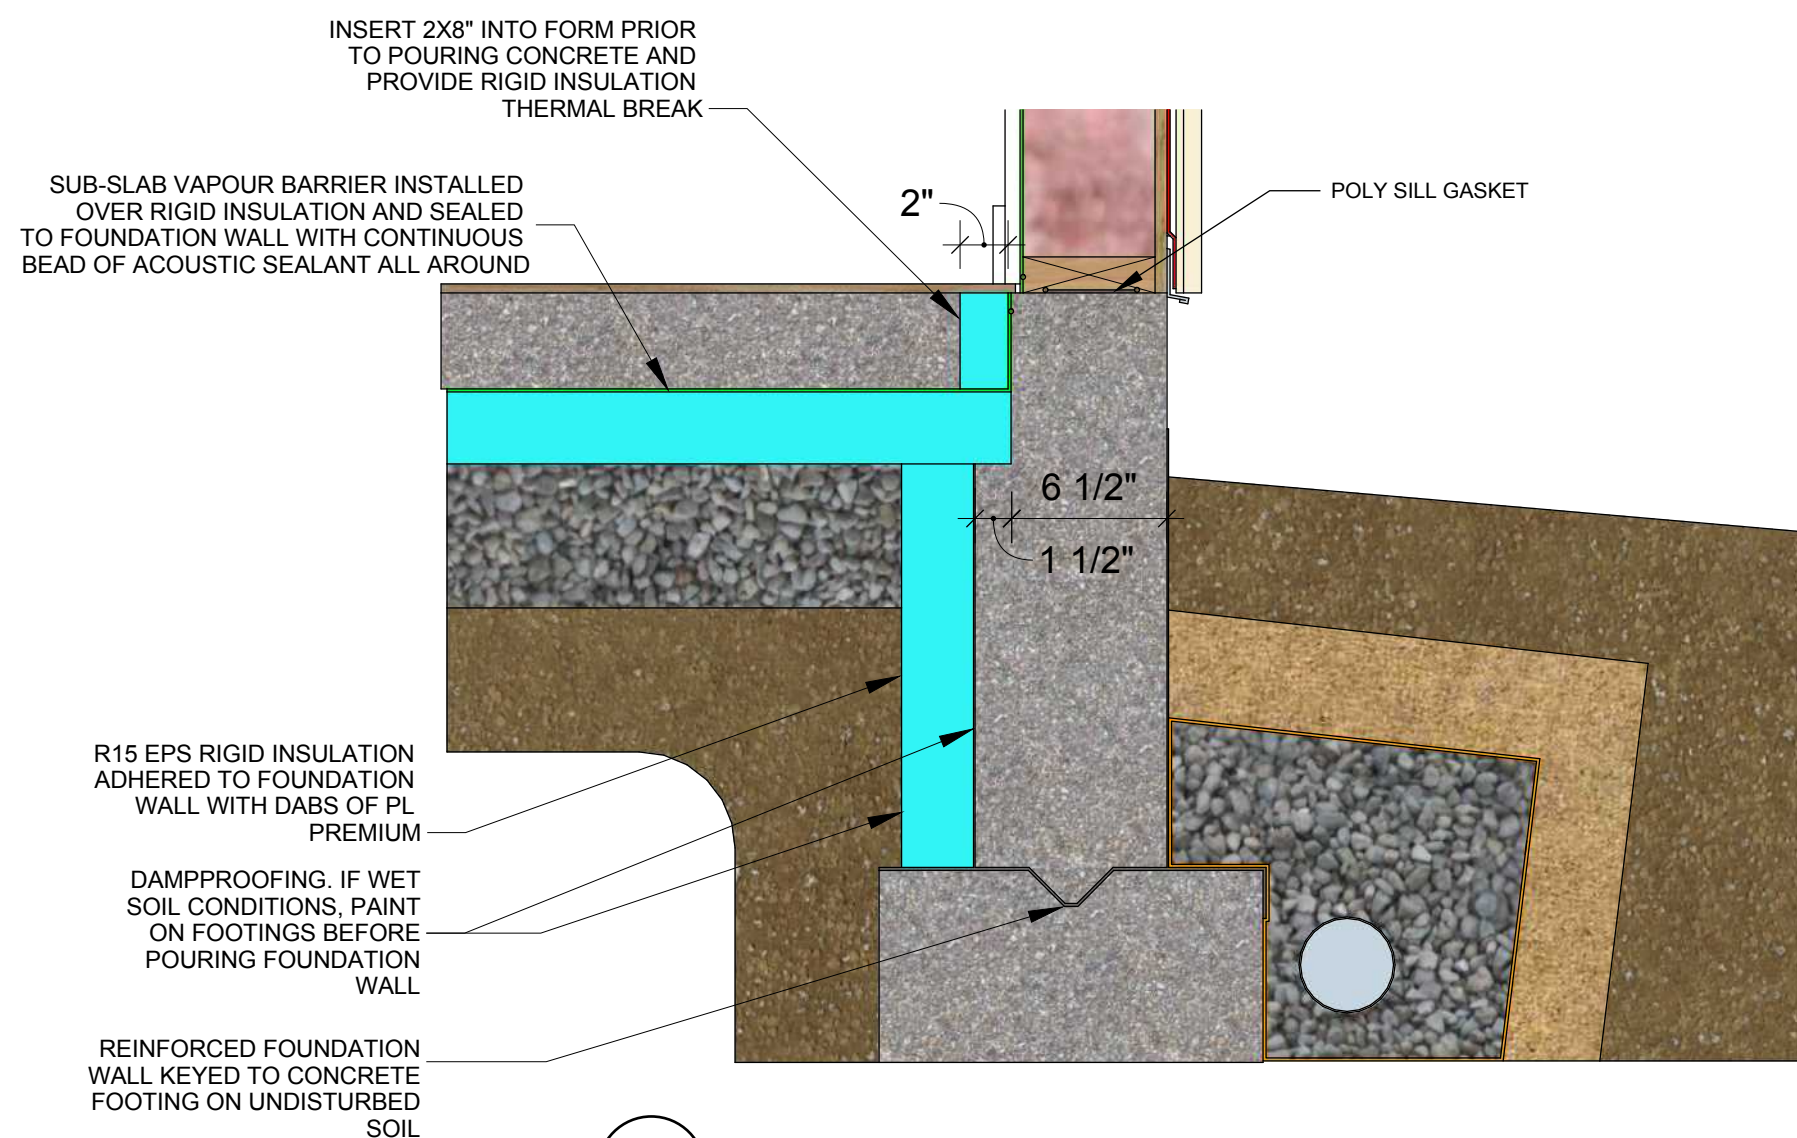 INSERT 2X8" INTO FORM PRIOR
TO POURING CONCRETE AND
PROVIDE RIGID INSULATION
THERMAL BREAK
SUB-SLAB VAPOUR BARRIER INSTALLED
OVER RIGID INSULATION AND SEALED
TO FOUNDATION WALL WITH CONTINUOUS
BEAD OF ACOUSTIC SEALANT ALL AROUND
2"
POLY SILL GASKET
6 1/2"
1 1/2"
R15 EPS RIGID INSULATION
ADHERED TO FOUNDATION
WALL WITH DABS OF PL
PREMIUM
DAMPPROOFING. IF WET
SOIL CONDITIONS, PAINT
ON FOOTINGS BEFORE
POURING FOUNDATION
WALL
REINFORCED FOUNDATION
WALL KEYED TO CONCRETE
FOOTING ON UNDISTURBED
SOIL